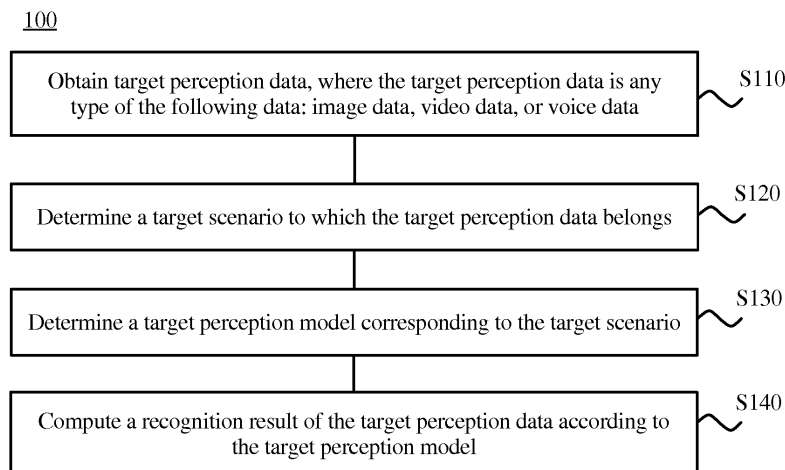 100
Obtain target perception data, where the target perception data is any
type of the following data: image data, video data, or voice data
S110
Determine a target scenario to which the target perception data belongs
S120
Determine a target perception model corresponding to the target scenario
S130
Compute a recognition result of the target perception data according to
the target perception model
S140